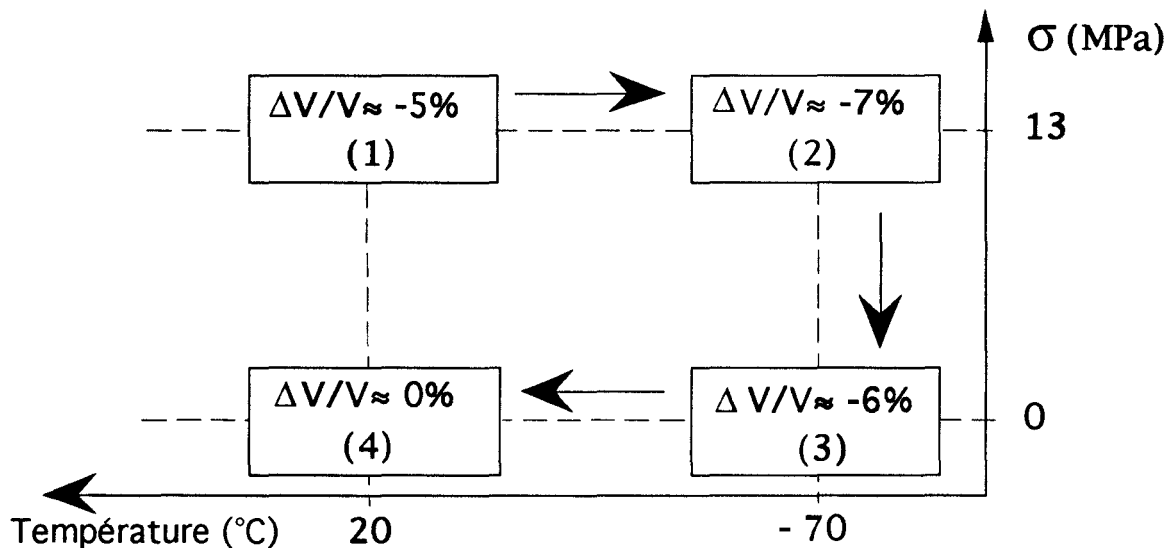 σ (MPa)
ΔV/V≈ -5%
(1)
ΔV/V≈ -7%
(2)
13
ΔV/V≈ 0%
(4)
ΔV/V≈ -6%
(3)
0
Température (°C)
20
- 70